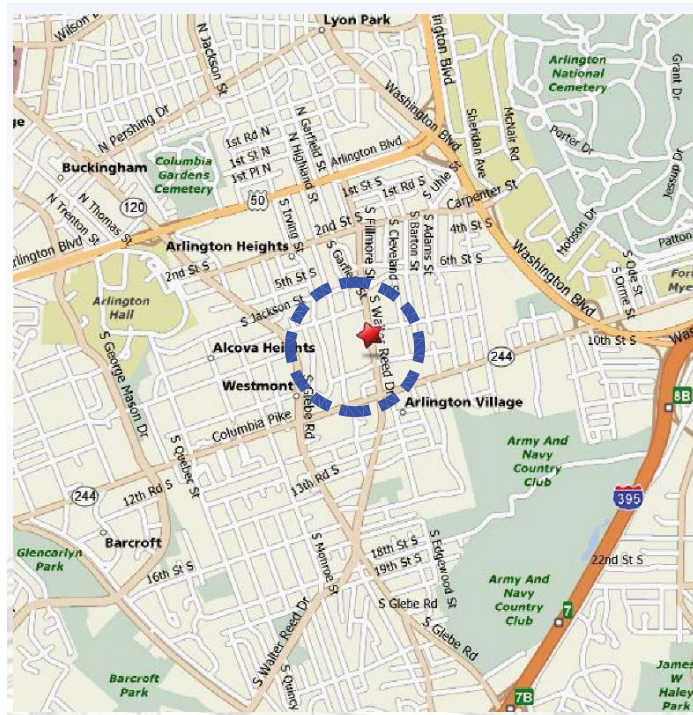 Lyon Park
Wilson Blvd
N Jackson St
Washington Blvd
Arlington
National
Cemetery
Grant Dr
N Pershing Dr
N Garfield St
N Highland St
1st Rd N
1st St N
1st Pl N
Arlington Blvd
Washington Blvd
Sheridan Ave
McNair Rd
Porter Dr
Jessup Dr
Buckingham
Columbia
Gardens
Cemetery
50
120
N Thomas St
N Trenton St
S Uhle St
1st St S
1st Rd S
Carpenter St
2nd St S
4th St S
6th St S
S Irving St
S Garfield St
S Fillmore St
S Cleveland St
S Barton St
S Adams St
Hobson Dr
Patton
Arlington Heights
Arlington Blvd
2nd St S
5th St S
Washington Blvd
S Ode St
S Orme St
Fort
Mye
Arlington
Hall
S Jackson St
S Walter Reed Dr
Alcova Heights
10th St S
Was
244
S George Mason Dr
Westmont
S Glebe Rd
Arlington Village
8B
Columbia Pike
Army And
Navy
Country
Club
S Quebec St
13th Rd S
12th Rd S
244
395
Barcroft
S Monroe St
18th St S
19th St S
S Edgewood St
22nd St S
Glencarlyn
Park
16th St S
Army And
Navy
Country
Club
7
S Glebe Rd
S Glebe Rd
S Walter Reed Dr
S Quincy
Barcroft
Park
James
W
Haley
Park
7B